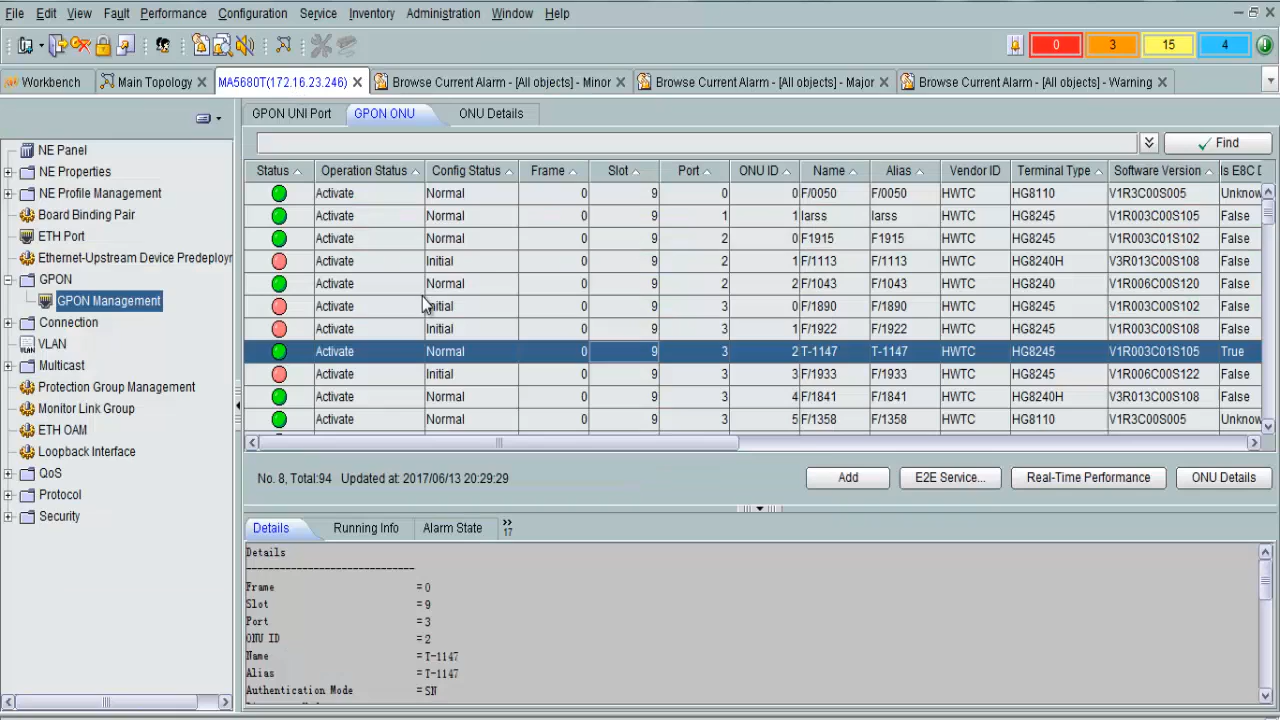 File Edit View Fault Performance Configuration Service Inventory Administration Window Help
0 3 15 4
Workbench Main Topology MA5680T(172.16.23.246) Browse Current Alarm - [All objects] - Minor Browse Current Alarm - [All objects] - Major Browse Current Alarm - [All objects] - Warning
GPON UNI Port GPON ONU ONU Details
Find
NE Panel
NE Properties
NE Profile Management
Board Binding Pair
ETH Port
Ethernet-Upstream Device Predeploym
GPON
GPON Management
Connection
VLAN
Multicast
Protection Group Management
Monitor Link Group
ETH OAM
Loopback Interface
QoS
Protocol
Security
Status Operation Status Config Status Frame Slot Port ONU ID Name Alias Vendor ID Terminal Type Software Version Is E8C D
Activate Normal 0 9 0 0 F/0050 F/0050 HWTC HG8110 V1R3C00S005 Unknow
Activate Normal 0 9 1 1 larss larss HWTC HG8245 V1R003C00S105 False
Activate Normal 0 9 2 0 F1915 F1915 HWTC HG8245 V1R003C01S102 False
Activate Initial 0 9 2 1 F/1113 F/1113 HWTC HG8240H V3R013C00S108 False
Activate Normal 0 9 2 2 F/1043 F/1043 HWTC HG8240 V1R006C00S120 False
Activate Initial 0 9 3 0 F/1890 F/1890 HWTC HG8245 V1R003C00S102 False
Activate Initial 0 9 3 1 F/1922 F/1922 HWTC HG8245 V1R003C00S108 False
Activate Normal 0 9 3 2 T-1147 T-1147 HWTC HG8245 V1R003C01S105 True
Activate Initial 0 9 3 3 F/1933 F/1933 HWTC HG8245 V1R006C00S122 False
Activate Normal 0 9 3 4 F/1841 F/1841 HWTC HG8240H V3R013C00S108 False
Activate Normal 0 9 3 5 F/1358 F/1358 HWTC HG8110 V1R3C00S005 Unknow
No. 8, Total:94 Updated at: 2017/06/13 20:29:29
Add E2E Service... Real-Time Performance ONU Details
Details Running Info Alarm State 17
Details
------------------------------
Frame = 0
Slot = 9
Port = 3
ONU ID = 2
Name = T-1147
Alias = T-1147
Authentication Mode = SN